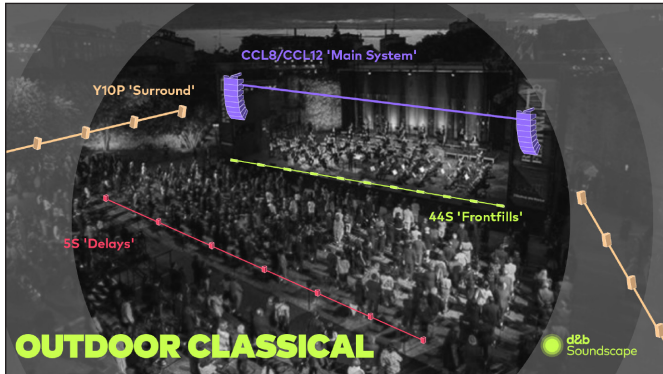 CCL8/CCL12 'Main System'
Y10P 'Surround'
44S 'Frontfills'
5S 'Delays'
OUTDOOR CLASSICAL
d&b
Soundscape